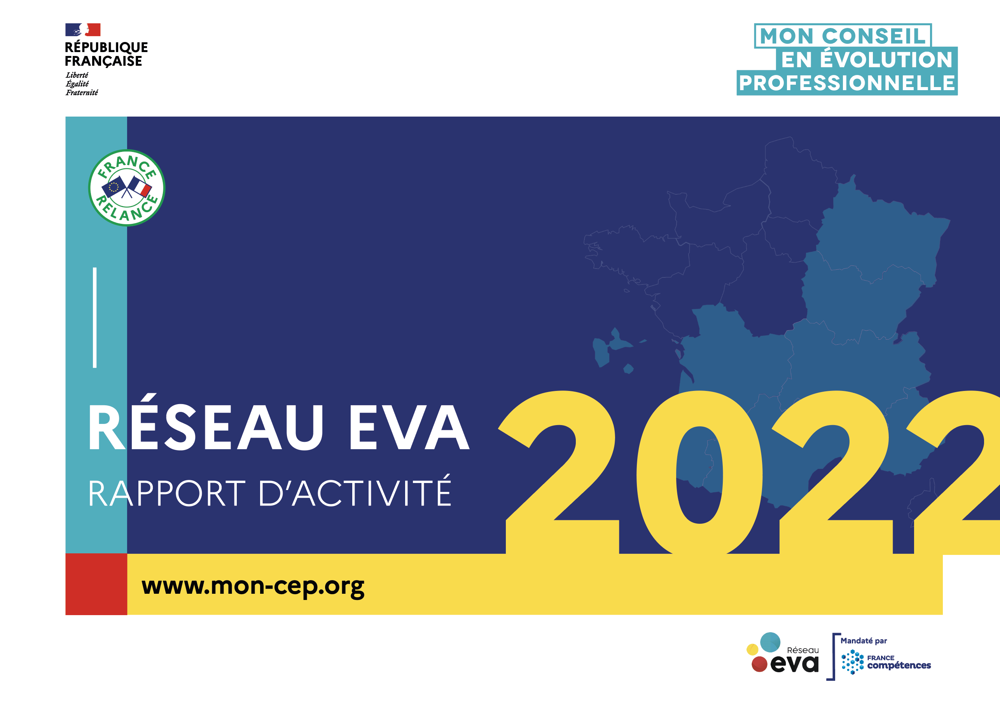 RÉPUBLIQUE
FRANÇAISE
Liberté
Égalité
Fraternité
MON CONSEIL
EN ÉVOLUTION
PROFESSIONNELLE
FRANCE
RELANCE
RÉSEAU EVA
RAPPORT D'ACTIVITÉ
2022
2
www.mon-cep.org
Réseau
eva
Mandaté par
FRANCE
compétences